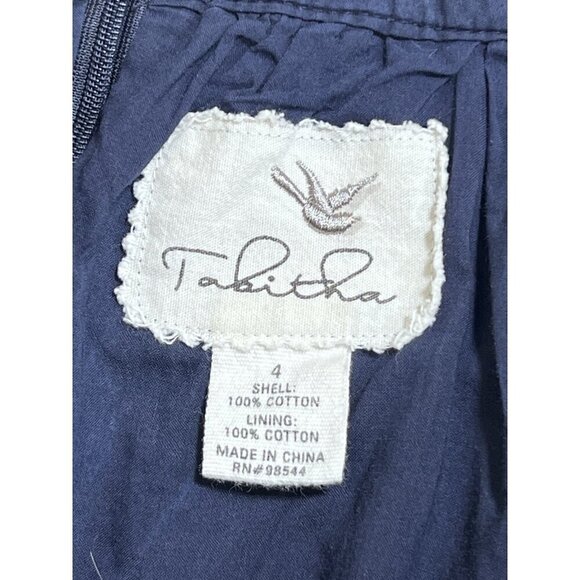 Tabitha
4
SHELL:
100% COTTON
LINING:
100% COTTON
MADE IN CHINA
RN#98544